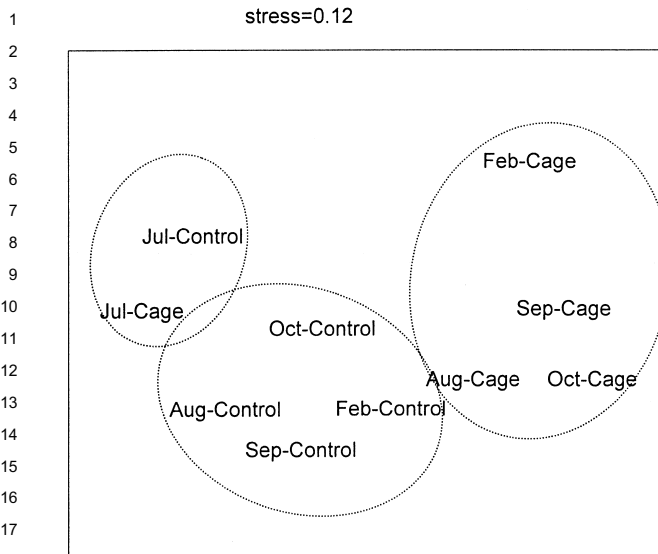 1
stress=0.12
2
3
4
5
Feb-Cage
6
7
Jul-Control
8
9
10
Jul-Cage
Sep-Cage
Oct-Control
11
12
Aug-Cage
Oct-Cage
13
Aug-Control
Feb-Control
14
Sep-Control
15
16
17